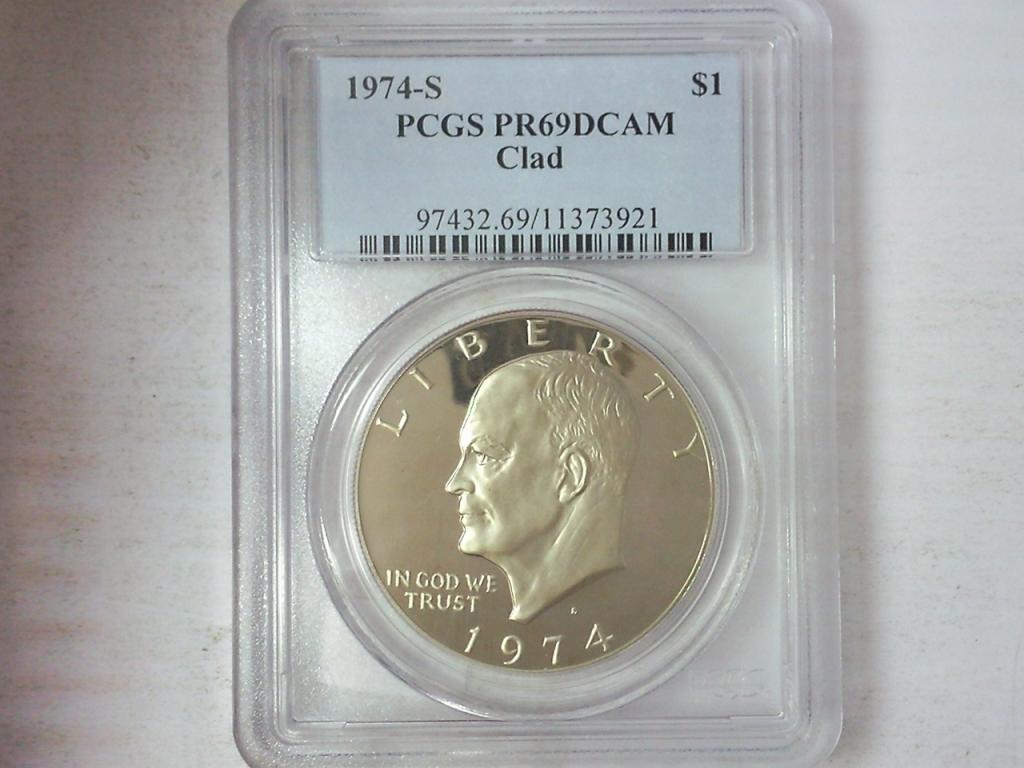 1974-S $1
PCGS PR69DCAM
Clad
97432.69/11373921
LIBERTY
IN GOD WE
TRUST
1974